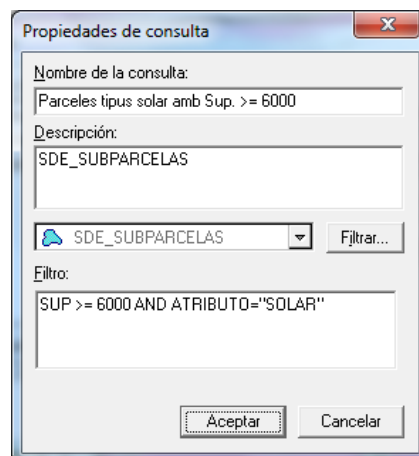 Propiedades de consulta
Nombre de la consulta:
Parceles tipus solar amb Sup. >= 6000
Descripción:
SDE_SUBPARCELAS
SDE_SUBPARCELAS
Filtrar...
Filtro:
SUP >= 6000 AND ATRIBUTO="SOLAR"
Aceptar
Cancelar